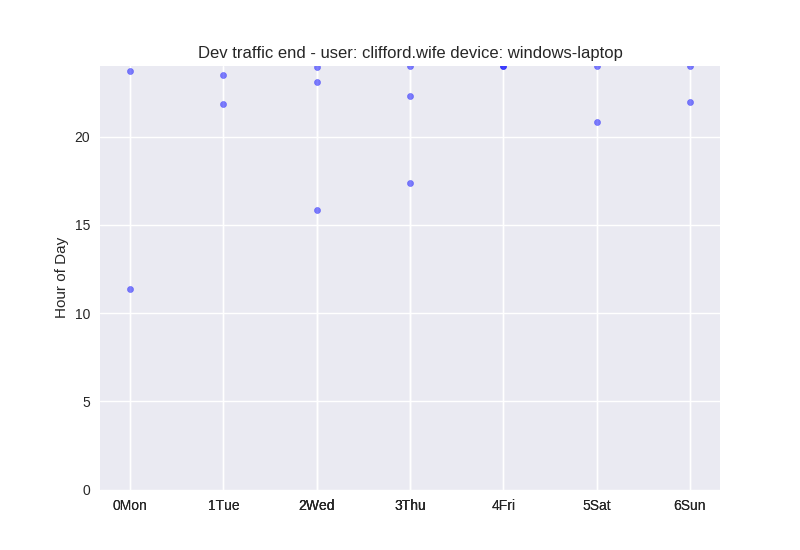 Dev traffic end - user: clifford.wife device: windows-laptop
20
15
Hour of Day
10
5
0
0Mon 1Tue 2Wed 3Thu 4Fri 5Sat 6Sun